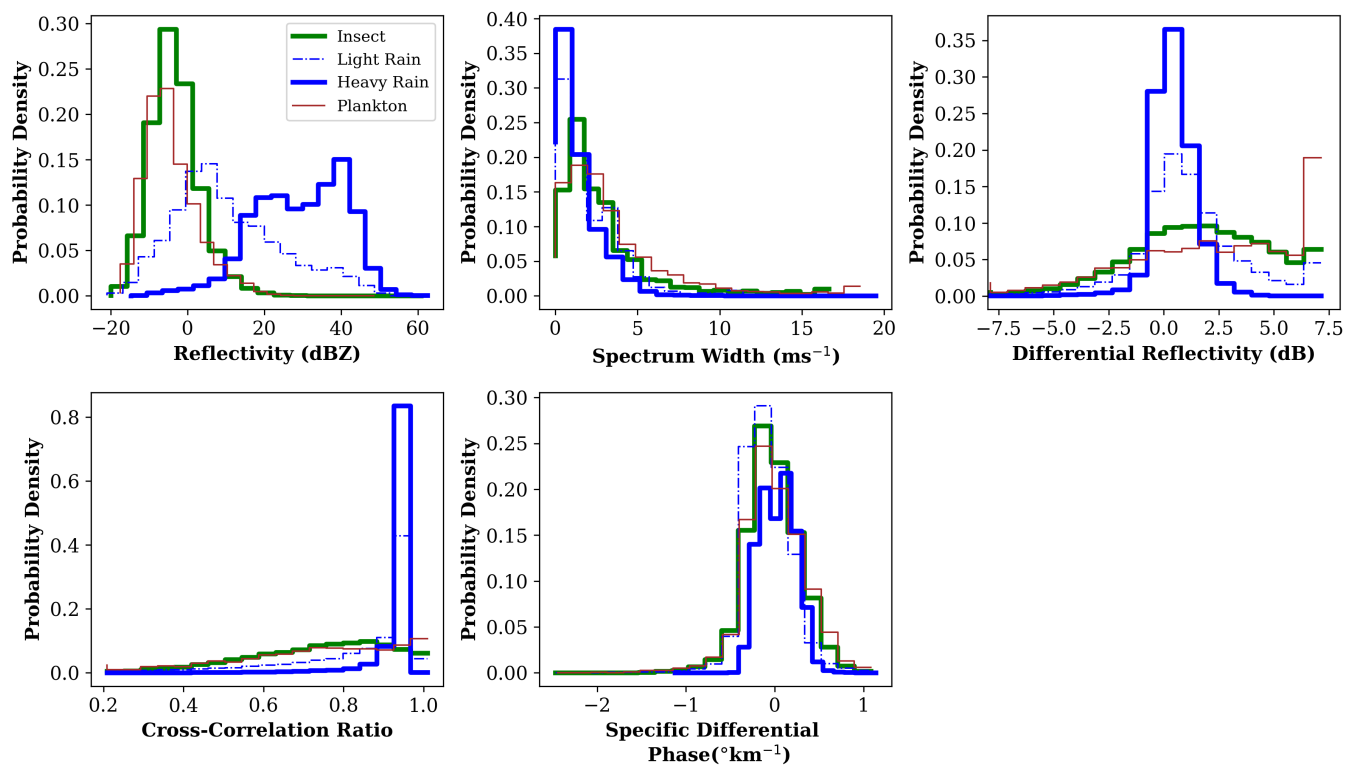 0.30
0.25
0.20
0.15
0.10
0.05
0.00
Probability Density
Insect
Light Rain
Heavy Rain
Plankton
−20 0 20 40 60
Reflectivity (dBZ)
0.40
0.35
0.30
0.25
0.20
0.15
0.10
0.05
0.00
Probability Density
0 5 10 15 20
Spectrum Width (ms⁻¹)
0.35
0.30
0.25
0.20
0.15
0.10
0.05
0.00
Probability Density
−7.5 −5.0 −2.5 0.0 2.5 5.0 7.5
Differential Reflectivity (dB)
0.8
0.6
0.4
0.2
0.0
Probability Density
0.2 0.4 0.6 0.8 1.0
Cross-Correlation Ratio
0.30
0.25
0.20
0.15
0.10
0.05
0.00
Probability Density
−2 −1 0 1
Specific Differential
Phase(°km⁻¹)